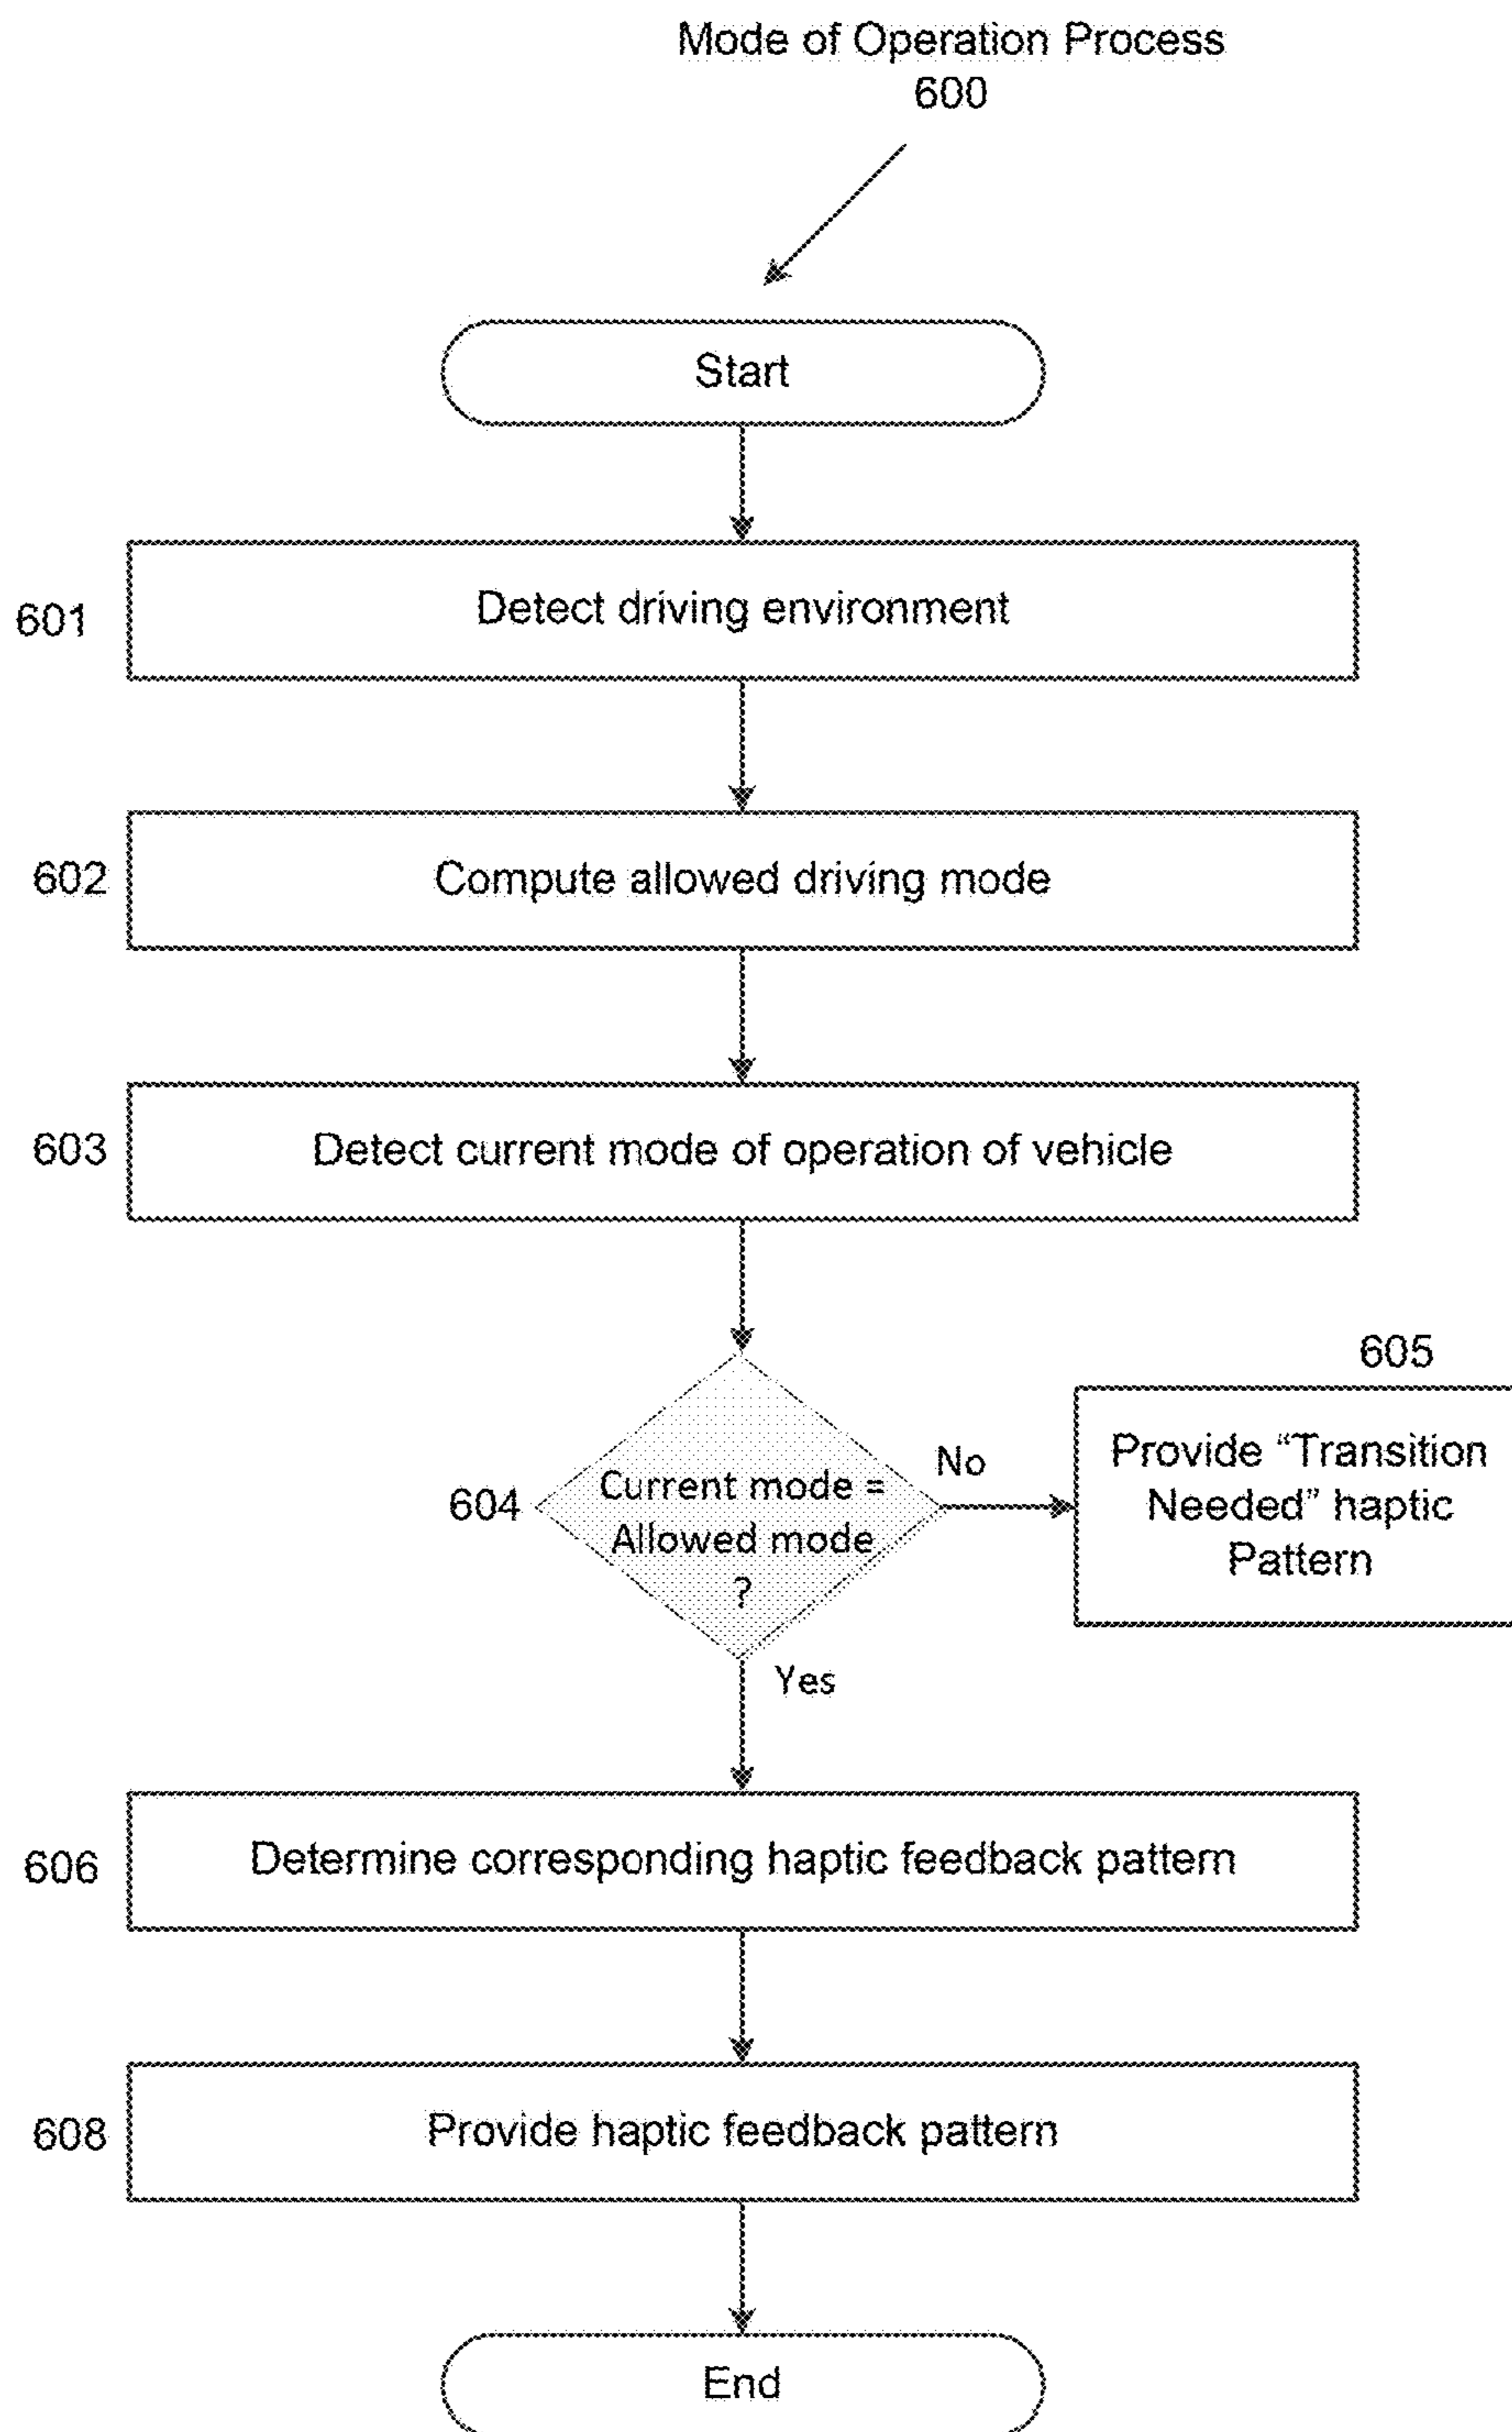 Mode of Operation Process
600
Start
601
Detect driving environment
602
Compute allowed driving mode
603
Detect current mode of operation of vehicle
604
Current mode =
Allowed mode
?
No
605
Provide “Transition
Needed” haptic
Pattern
Yes
606
Determine corresponding haptic feedback pattern
608
Provide haptic feedback pattern
End